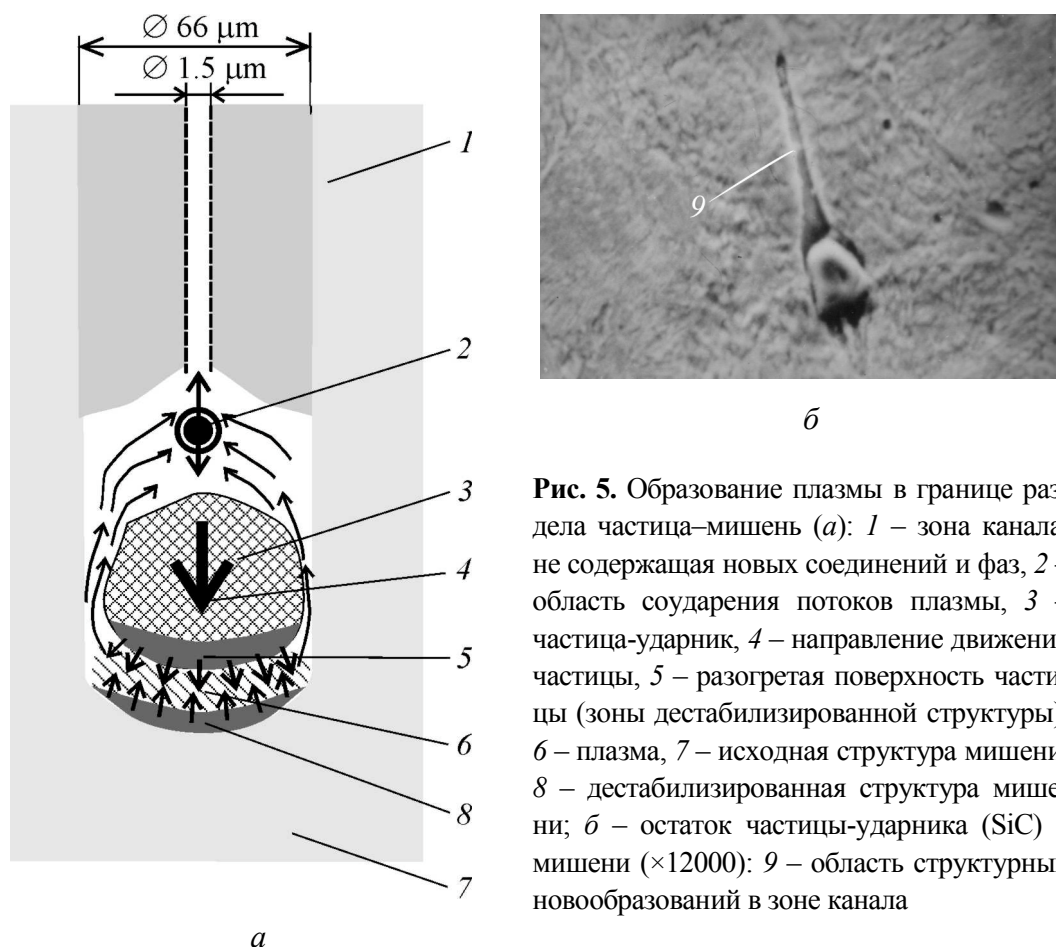 ∅ 66 μm
∅ 1.5 μm
1
2
3
4
5
6
8
7
а
9
б
Рис. 5. Образование плазмы в границе раз
дела частица–мишень (а): 1 – зона канала
не содержащая новых соединений и фаз, 2 –
область соударения потоков плазмы, 3 –
частица-ударник, 4 – направление движени
частицы, 5 – разогретая поверхность части
цы (зоны дестабилизированной структуры)
6 – плазма, 7 – исходная структура мишени
8 – дестабилизированная структура мише
ни; б – остаток частицы-ударника (SiC)
мишени (×12000): 9 – область структурны
новообразований в зоне канала